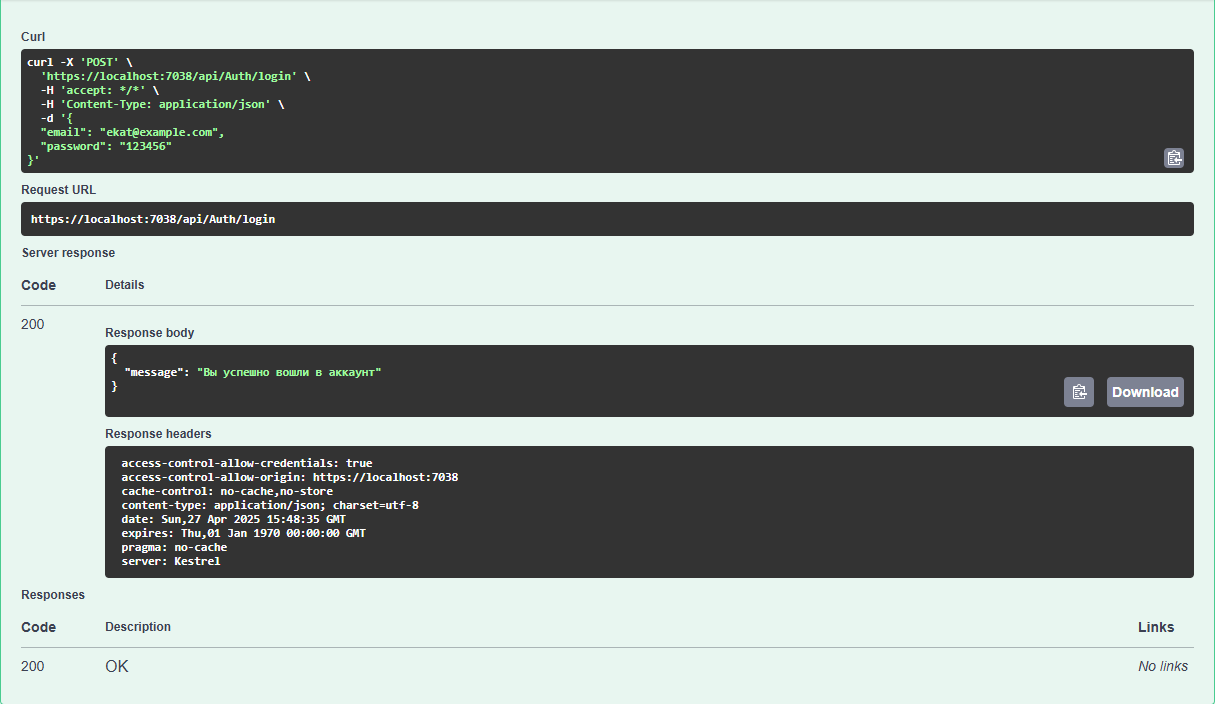 Curl
curl -X 'POST' \
'https://localhost:7038/api/Auth/login' \
-H 'accept: */*' \
-H 'Content-Type: application/json' \
-d '{
"email": "ekat@example.com",
"password": "123456"
}'
Request URL
https://localhost:7038/api/Auth/login
Server response
Code Details
200
Response body
{
"message": "Вы успешно вошли в аккаунт"
}
Download
Response headers
access-control-allow-credentials: true
access-control-allow-origin: https://localhost:7038
cache-control: no-cache,no-store
content-type: application/json; charset=utf-8
date: Sun,27 Apr 2025 15:48:35 GMT
expires: Thu,01 Jan 1970 00:00:00 GMT
pragma: no-cache
server: Kestrel
Responses
Code Description Links
200 OK No links